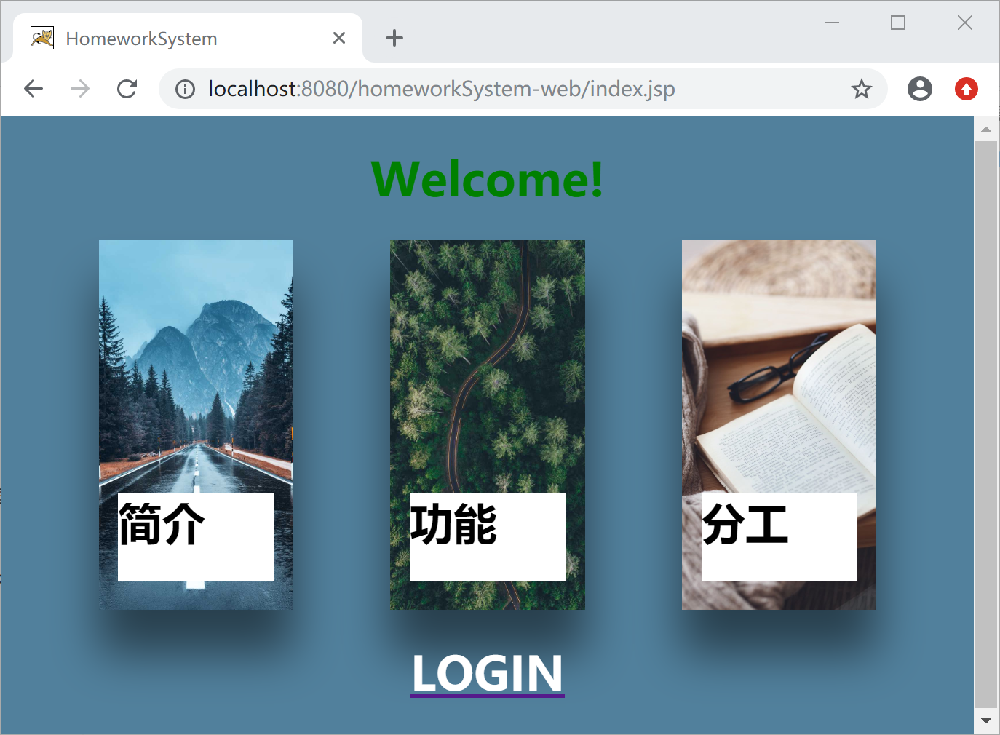 HomeworkSystem
localhost:8080/homeworkSystem-web/index.jsp
Welcome!
简介
功能
分工
LOGIN